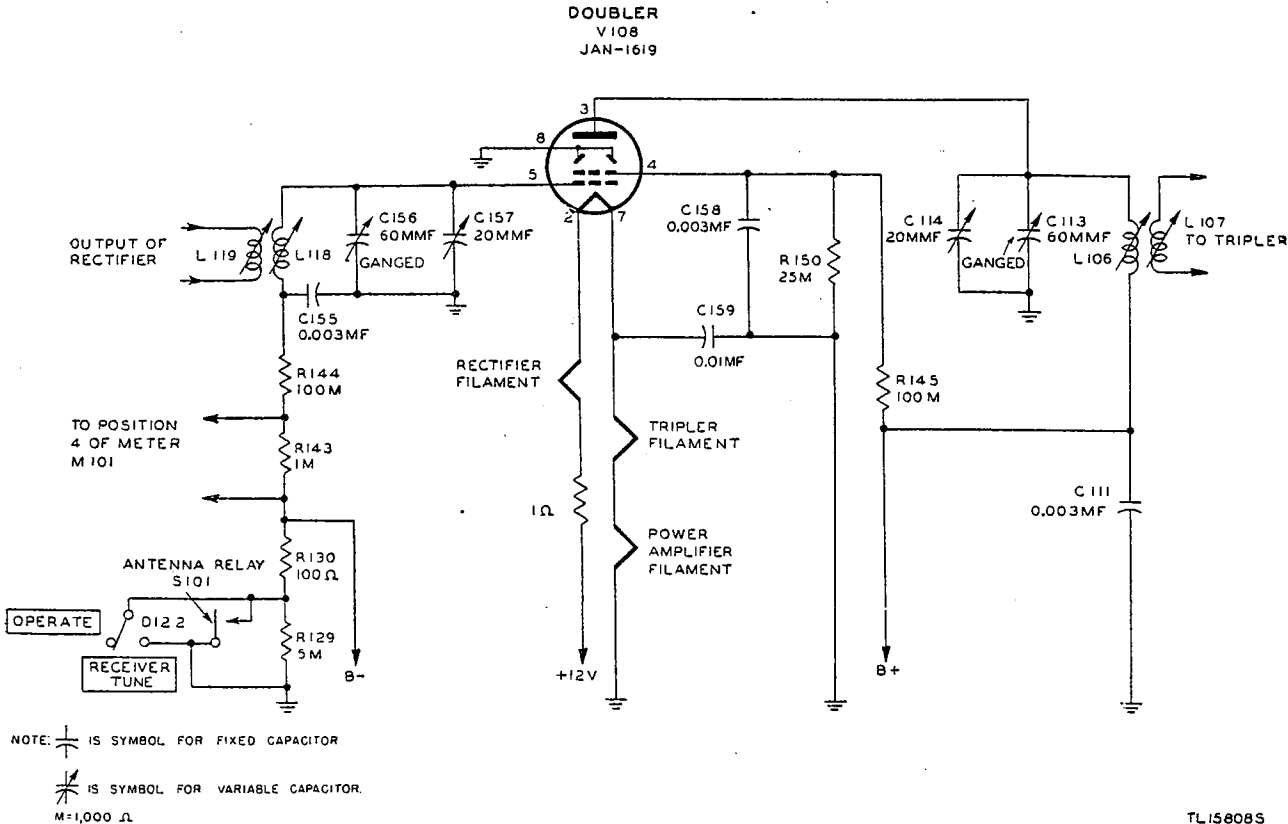 DOUBLER
V108
JAN-1619
3
8
4
5
2
7
OUTPUT OF
RECTIFIER
L119
L118
C156
60MMF
GANGED
C157
20MMF
C155
0.003MF
C158
0.003MF
R150
25M
C159
0.01MF
C114
20MMF
GANGED
C113
60MMF
L106
L107
TO TRIPLER
R144
100M
TO POSITION
4 OF METER
M101
R143
1M
RECTIFIER
FILAMENT
TRIPLER
FILAMENT
R145
100M
1Ω
POWER
AMPLIFIER
FILAMENT
C111
0.003MF
ANTENNA RELAY
S101
R130
100Ω
OPERATE
D12.2
RECEIVER
TUNE
R129
5M
B-
+12V
B+
NOTE: IS SYMBOL FOR FIXED CAPACITOR
IS SYMBOL FOR VARIABLE CAPACITOR.
M=1,000 Ω
TL15808S